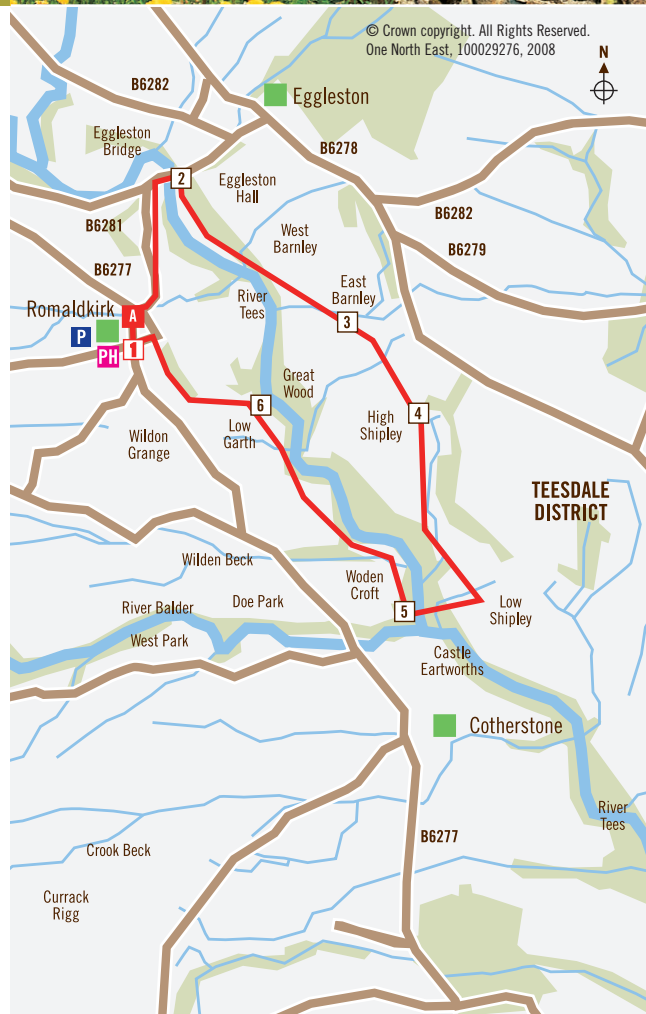 © Crown copyright. All Rights Reserved.
One North East, 100029276, 2008
N
B6282
Eggleston
Eggleston
Bridge
B6278
2
Eggleston
Hall
B6282
B6281
West
Barnley
B6279
B6277
East
Barnley
River
Tees
Romaldkirk
A
3
P
1
PH
Great
Wood
6
4
Low
Garth
High
Shipley
Wildon
Grange
TEESDALE
DISTRICT
Wilden Beck
Woden
Croft
River Balder
Doe Park
5
Low
Shipley
West Park
Castle
Eartworths
Cotherstone
River
Tees
B6277
Crook Beck
Currack
Rigg